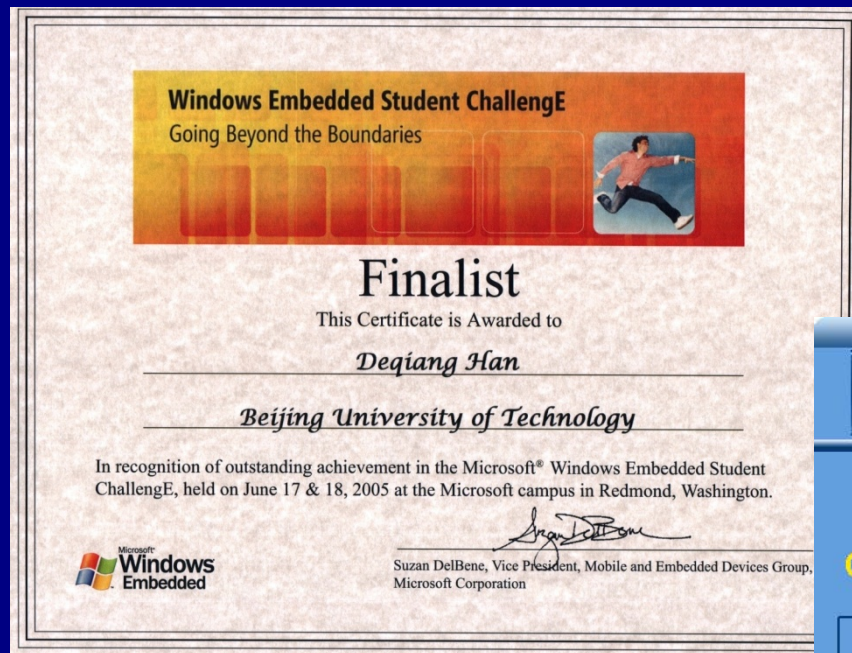 Windows Embedded Student ChallengE
Going Beyond the Boundaries
Finalist
This Certificate is Awarded to
Deqiang Han
Beijing University of Technology
In recognition of outstanding achievement in the Microsoft® Windows Embedded Student
ChallengE, held on June 17 & 18, 2005 at the Microsoft campus in Redmond, Washington.
Suzan DelBene
Suzan DelBene, Vice President, Mobile and Embedded Devices Group,
Microsoft Corporation
Microsoft
Windows
Embedded